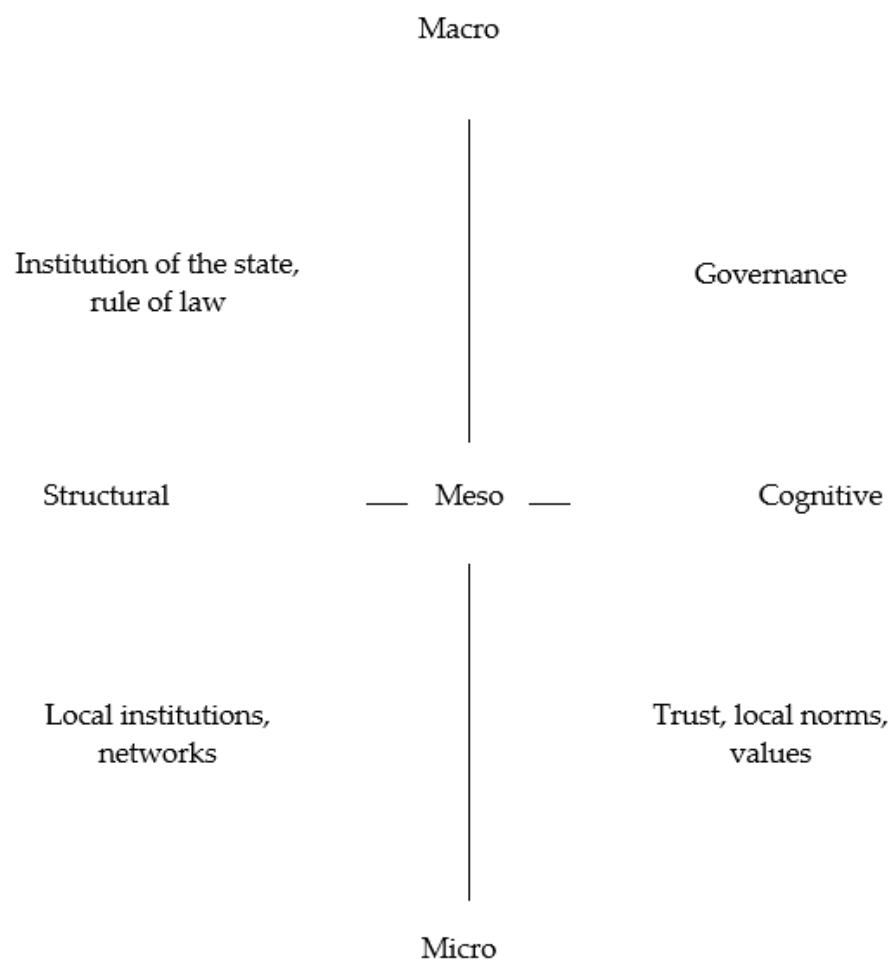 Macro
Institution of the state,
rule of law
Governance
Structural
Meso
Cognitive
Local institutions,
networks
Trust, local norms,
values
Micro